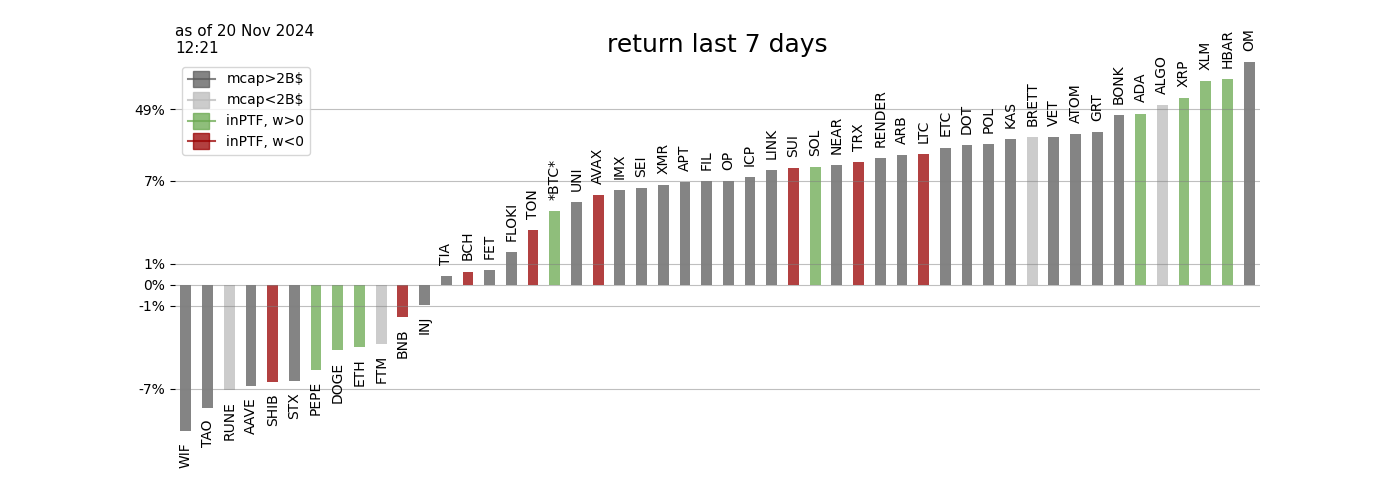 as of 20 Nov 2024
12:21
return last 7 days
mcap>2B$
mcap<2B$
inPTF, w>0
inPTF, w<0
49%
7%
1%
0%
-1%
-7%
WIF
TAO
RUNE
AAVE
SHIB
STX
PEPE
DOGE
ETH
FTM
BNB
INJ
TIA
BCH
FET
FLOKI
TON
*BTC*
UNI
AVAX
IMX
SEI
XMR
APT
FIL
OP
ICP
LINK
SUI
SOL
NEAR
TRX
RENDER
ARB
LTC
ETC
DOT
POL
KAS
BRETT
VET
ATOM
GRT
BONK
ADA
ALGO
XRP
XLM
HBAR
OM